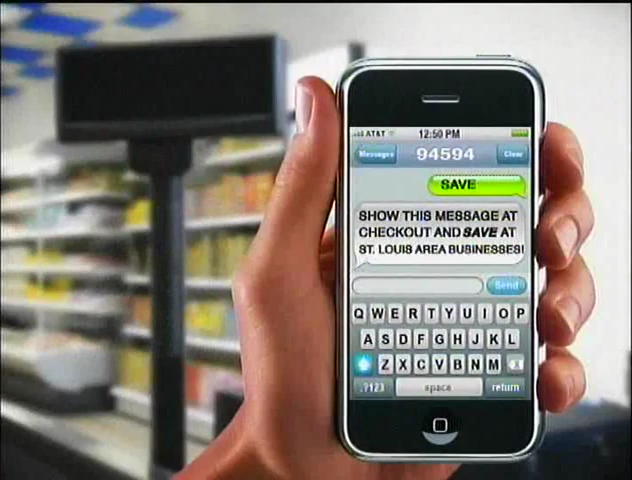 AT&T 12:50 PM
Messages 94594 Clear
SAVE
SHOW THIS MESSAGE AT
CHECKOUT AND SAVE AT
ST. LOUIS AREA BUSINESSES!
Send
Q W E R T Y U I O P
A S D F G H J K L
Z X C V B N M
.?123 space return